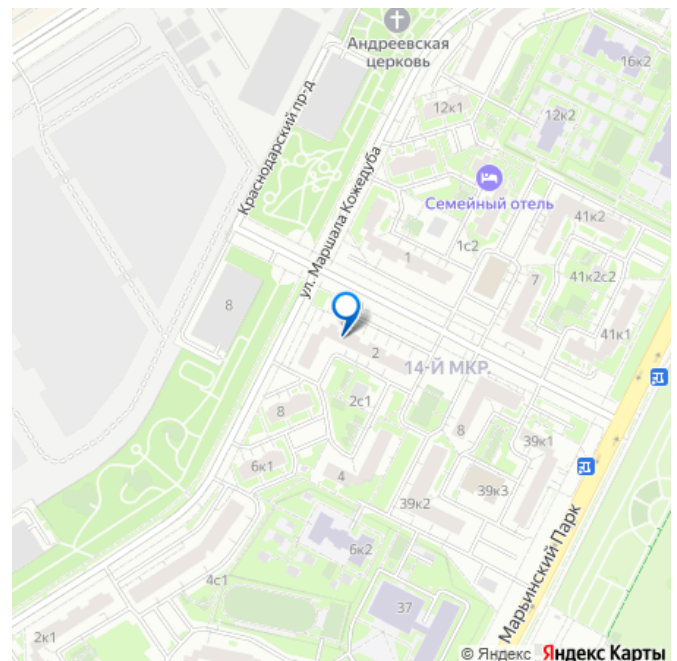 Андреевская
церковь
16к2
12к1
12к2
Краснодарский пр-д
ул. Маршала Кожедуба
Семейный отель
41к2
1с2
1
7
41к2с2
8
41к1
2
14-Й МКР.
2с1
8
8
39к1
6к1
4
39к3
39к2
Марьинский Парк
6к2
4с1
37
2к1
© Яндекс Яндекс Карты